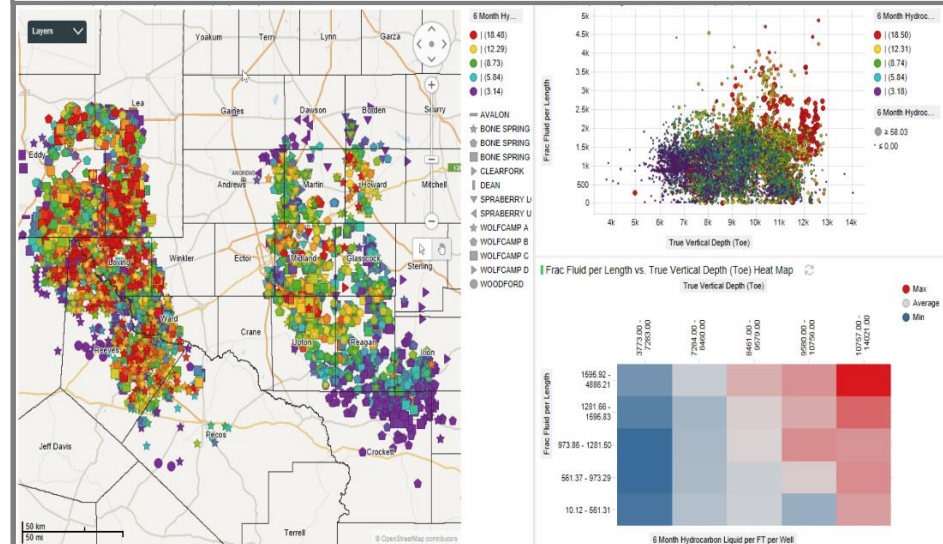 Layers
Yoakum
Terry
Lynn
Garza
Lea
Gaines
Dawson
Borden
Scurry
Eddy
ANDREWS
Andrews
Martin
Howard
Mitchell
Loving
Winkler
Ector
Midland
Glasscock
Sterling
Ward
Crane
Reeves
Upton
Reagan
Irion
Pecos
Jeff Davis
Crockett
Terrell
50 km
50 mi
© OpenStreetMap contributors
6 Month Hy...
(18.48)
(12.29)
(8.73)
(5.84)
(3.14)
AVALON
BONE SPRING
BONE SPRING
BONE SPRING
CLEARFORK
DEAN
SPRABERRY L
SPRABERRY U
WOLFCAMP A
WOLFCAMP B
WOLFCAMP C
WOLFCAMP D
WOODFORD
Frac Fluid per Length
5k
4.5k
4k
3.5k
3k
2.5k
2k
1.5k
1000
500
0
4k 5k 6k 7k 8k 9k 10k 11k 12k 13k 14k
True Vertical Depth (Toe)
6 Month Hydroc...
(18.50)
(12.31)
(8.74)
(5.84)
(3.18)
6 Month Hydroc...
≥ 58.03
≤ 0.00
Frac Fluid per Length vs. True Vertical Depth (Toe) Heat Map
True Vertical Depth (Toe)
Max
Average
Min
3773.00 - 7283.00
7284.00 - 8460.00
8461.00 - 9579.00
9580.00 - 10756.00
10757.00 - 14021.00
Frac Fluid per Length
1596.92 - 4886.21
1281.66 - 1595.83
973.86 - 1281.50
561.37 - 973.29
10.12 - 561.31
6 Month Hydrocarbon Liquid per FT per Well